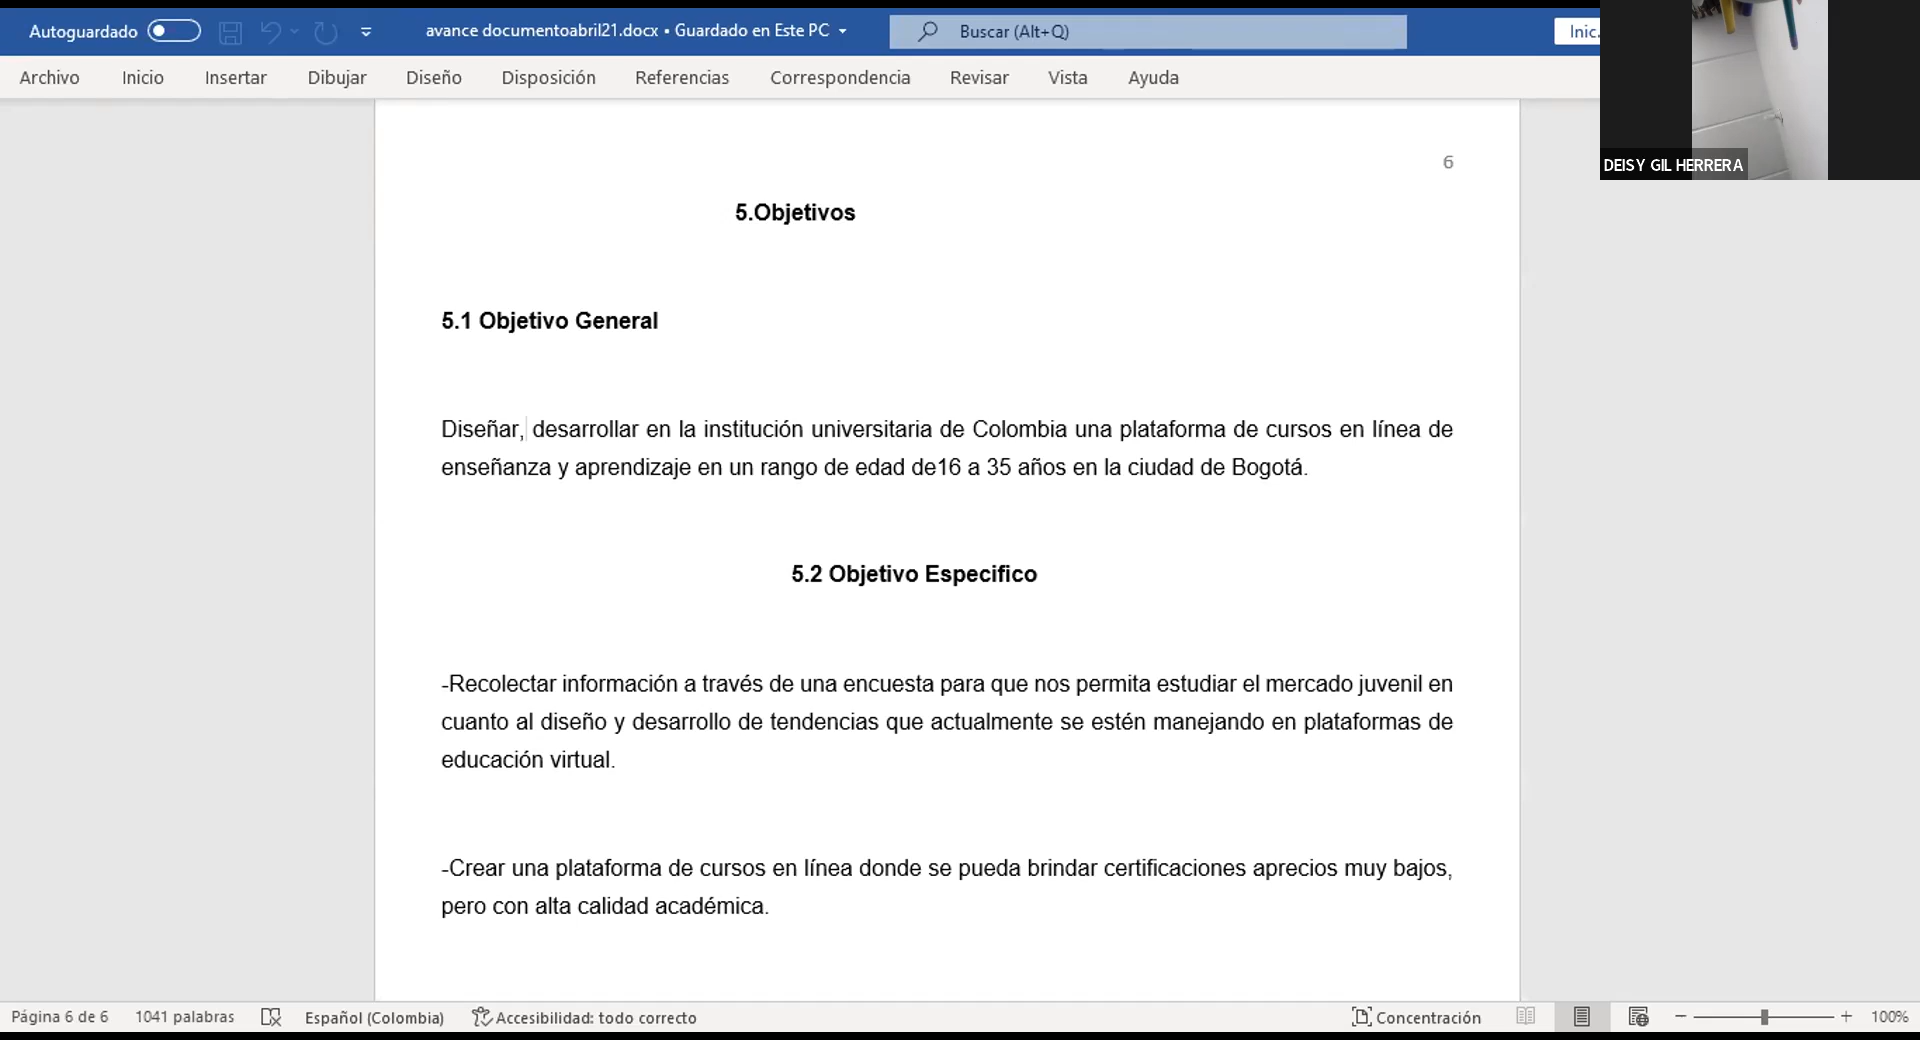 Autoguardado
avance documentoabril21.docx • Guardado en Este PC
Buscar (Alt+Q)
Inic.
Archivo Inicio Insertar Dibujar Diseño Disposición Referencias Correspondencia Revisar Vista Ayuda
DEISY GIL HERRERA
6
5.Objetivos
5.1 Objetivo General
Diseñar, desarrollar en la institución universitaria de Colombia una plataforma de cursos en línea de
enseñanza y aprendizaje en un rango de edad de16 a 35 años en la ciudad de Bogotá.
5.2 Objetivo Especifico
-Recolectar información a través de una encuesta para que nos permita estudiar el mercado juvenil en
cuanto al diseño y desarrollo de tendencias que actualmente se estén manejando en plataformas de
educación virtual.
-Crear una plataforma de cursos en línea donde se pueda brindar certificaciones aprecios muy bajos,
pero con alta calidad académica.
Página 6 de 6 1041 palabras Español (Colombia) Accesibilidad: todo correcto Concentración 100%